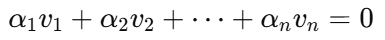 α₁v₁ + α₂v₂ + ⋯ + αₙvₙ = 0